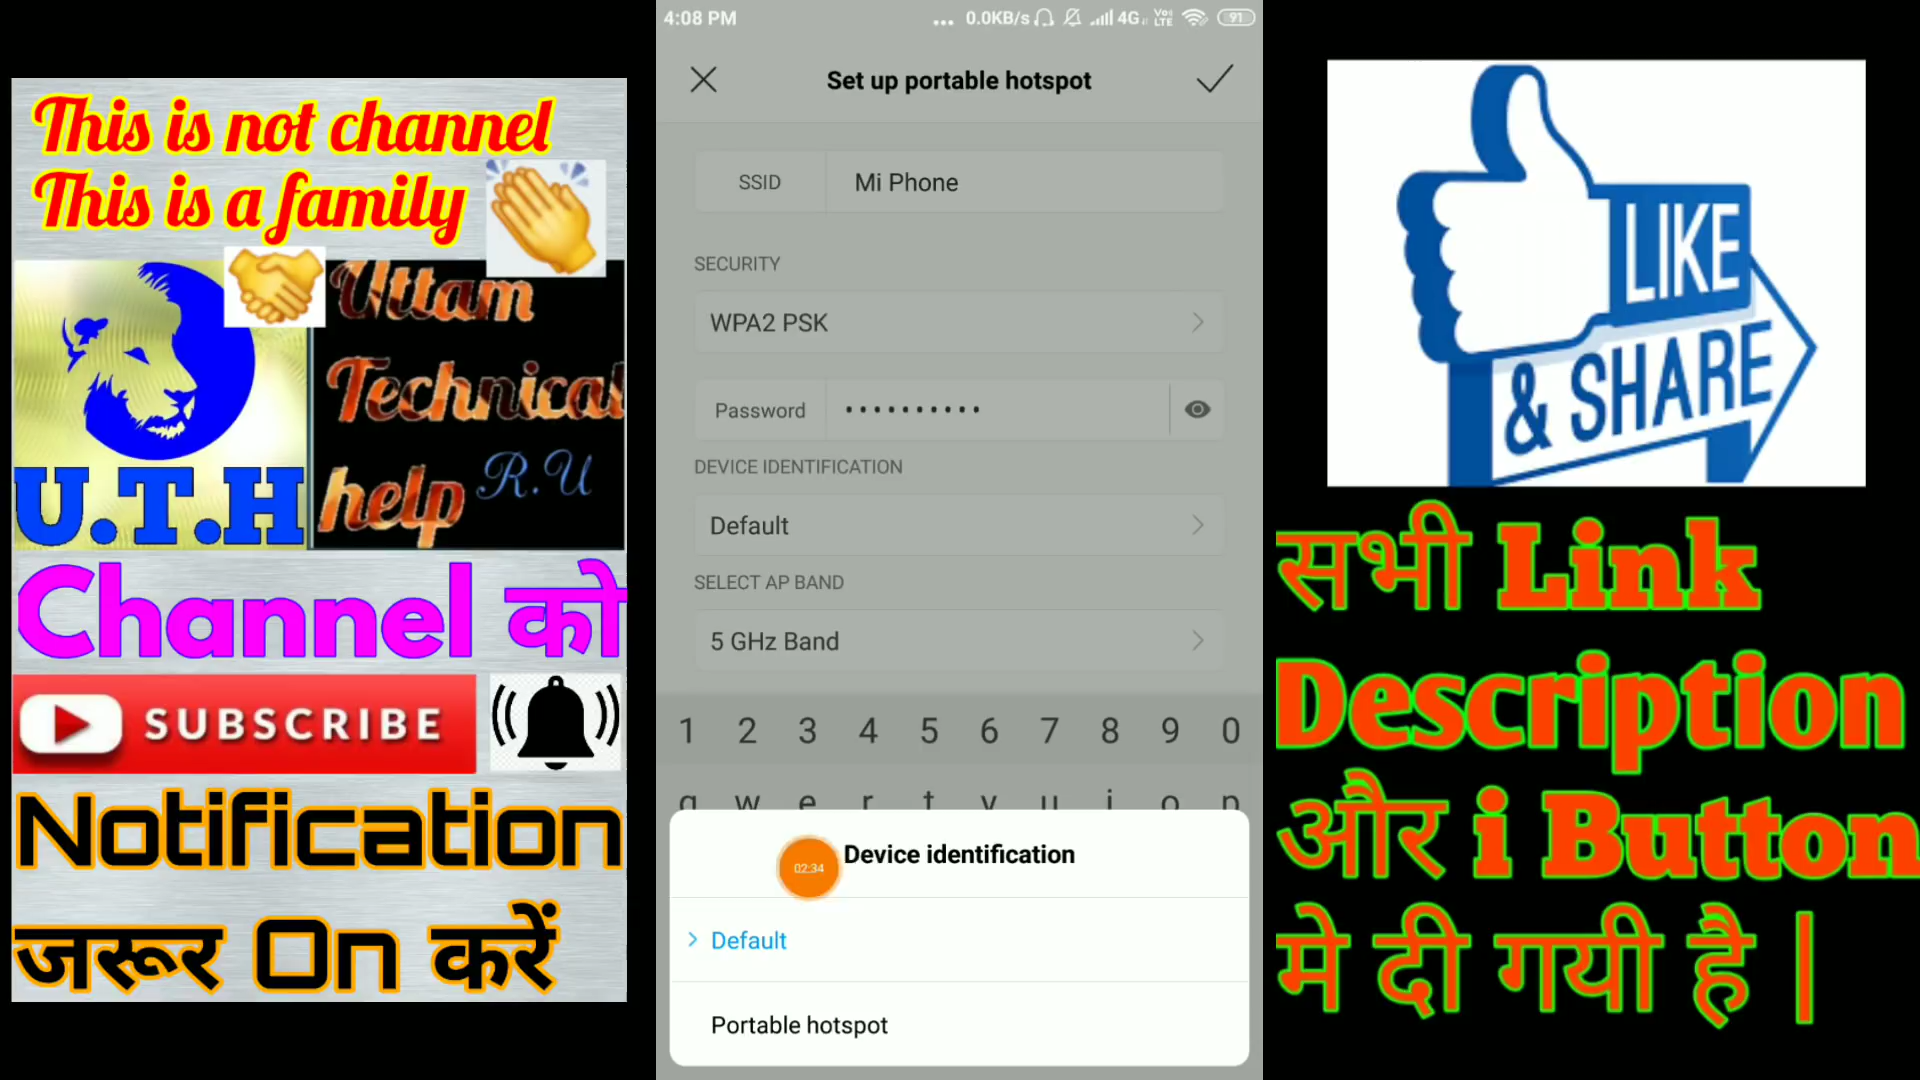 This is not channel
This is a family
Uttam
Technical
help R.U
U.T.H
Channel को
SUBSCRIBE
Notification
जरूर On करें
4:08 PM
... 0.0KB/s 4G Vo LTE 91
Set up portable hotspot
SSID Mi Phone
SECURITY
WPA2 PSK
Password ••••••••••
DEVICE IDENTIFICATION
Default
SELECT AP BAND
5 GHz Band
1 2 3 4 5 6 7 8 9 0
q w e r t y u i o p
02:34 Device identification
Default
Portable hotspot
LIKE
& SHARE
सभी Link
Description
और i Button
मे दी गयी है |